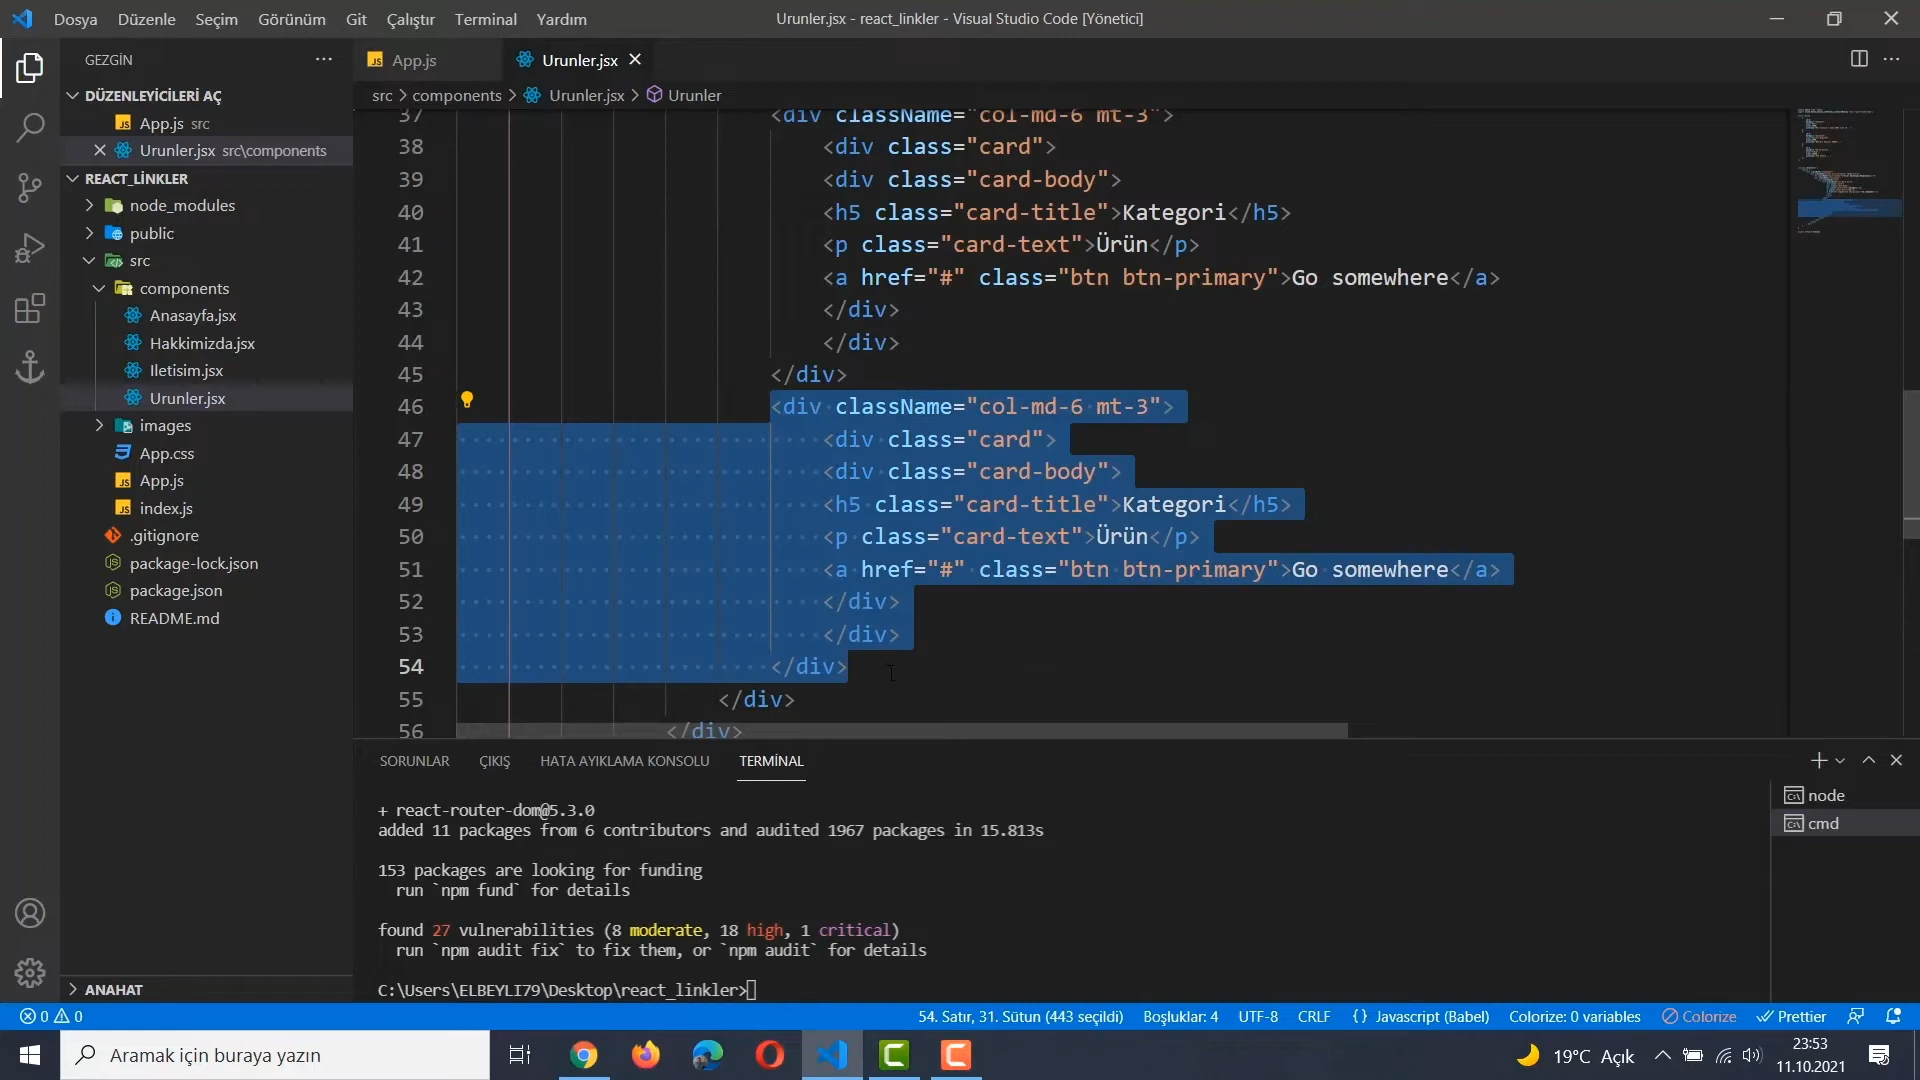 Dosya Düzenle Seçim Görünüm Git Çalıştır Terminal Yardım
Urunler.jsx - react_linkler - Visual Studio Code [Yönetici]
GEZGİN
DÜZENLEYİCİLERİ AÇ
App.js src
Urunler.jsx src\components
REACT_LİNKLER
node_modules
public
src
components
Anasayfa.jsx
Hakkimizda.jsx
Iletisim.jsx
Urunler.jsx
images
App.css
App.js
index.js
.gitignore
package-lock.json
package.json
README.md
ANAHAT
App.js Urunler.jsx
src > components > Urunler.jsx > Urunler
37 <div className="col-md-6 mt-3">
38 <div class="card">
39 <div class="card-body">
40 <h5 class="card-title">Kategori</h5>
41 <p class="card-text">Ürün</p>
42 <a href="#" class="btn btn-primary">Go somewhere</a>
43 </div>
44 </div>
45 </div>
46 <div className="col-md-6 mt-3">
47 <div class="card">
48 <div class="card-body">
49 <h5 class="card-title">Kategori</h5>
50 <p class="card-text">Ürün</p>
51 <a href="#" class="btn btn-primary">Go somewhere</a>
52 </div>
53 </div>
54 </div>
55 </div>
56 </div>
SORUNLAR ÇIKIŞ HATA AYIKLAMA KONSOLU TERMİNAL
+ react-router-dom@5.3.0
added 11 packages from 6 contributors and audited 1967 packages in 15.813s
153 packages are looking for funding
run `npm fund` for details
found 27 vulnerabilities (8 moderate, 18 high, 1 critical)
run `npm audit fix` to fix them, or `npm audit` for details
C:\Users\ELBEYLI79\Desktop\react_linkler>
node
cmd
0 0
54. Satır, 31. Sütun (443 seçildi) Boşluklar: 4 UTF-8 CRLF {} Javascript (Babel) Colorize: 0 variables Colorize Prettier
Aramak için buraya yazın
19°C Açık
23:53
11.10.2021